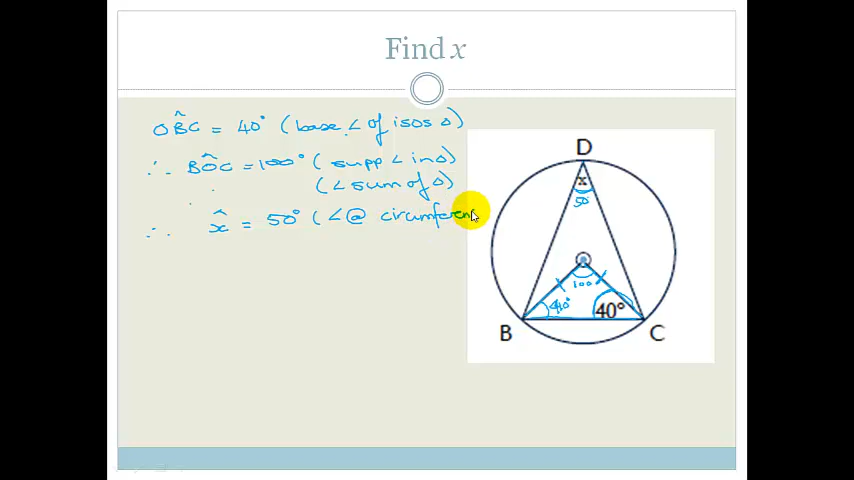 Find x
OB̂C = 40° (base ∠ of isos Δ)
∴ BÔC = 100° (supp ∠ in Δ)
(∠ sum of Δ)
∴ x̂ = 50° (∠ @ circumferen
D
x
50
100
40°
40°
B
C